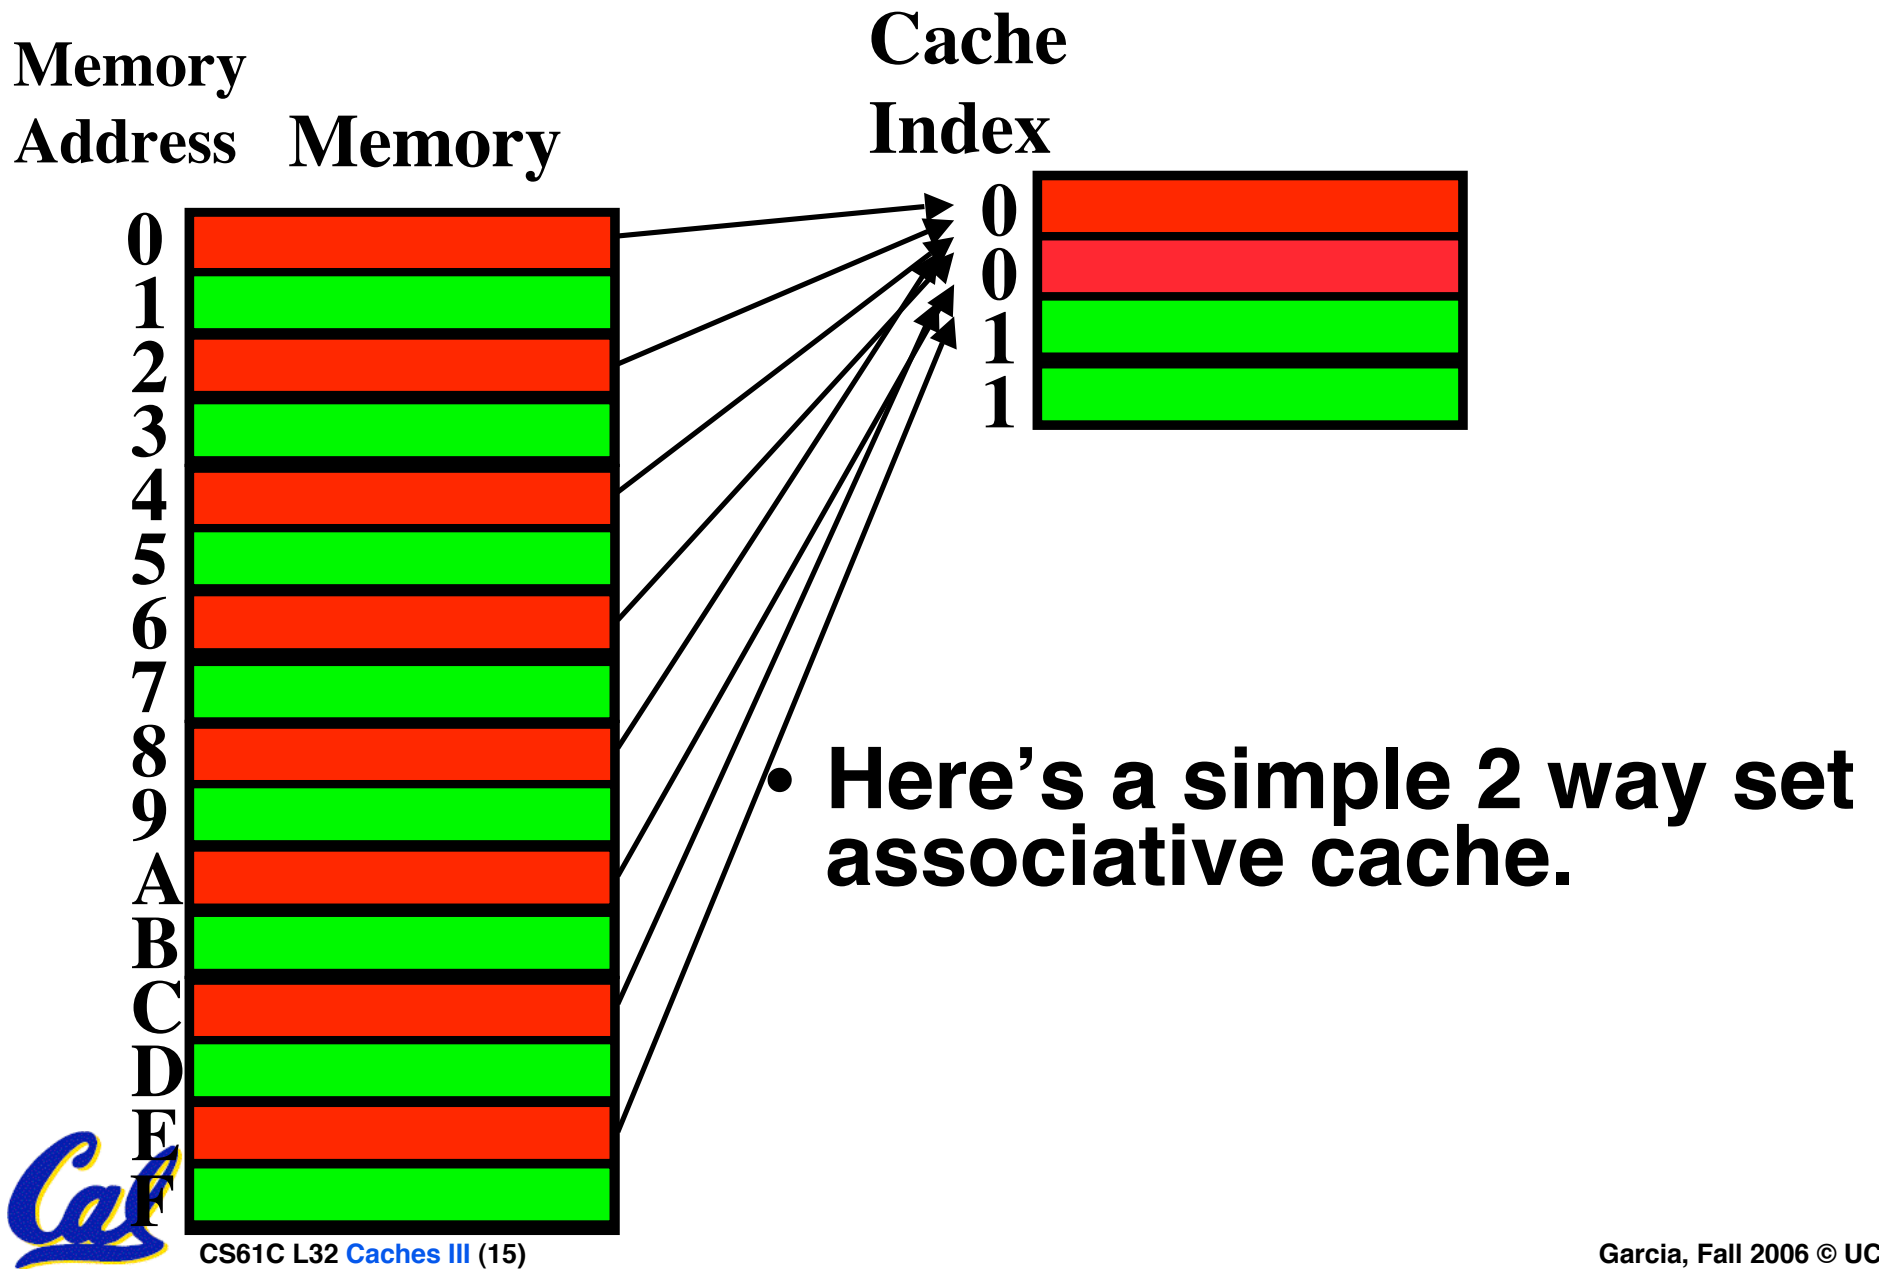 Memory
Address
Memory
Cache
Index
0
1
2
3
4
5
6
7
8
9
A
B
C
D
E
F
0
0
1
1
• Here's a simple 2 way set
associative cache.
Cal
CS61C L32 Caches III (15)
Garcia, Fall 2006 © UC